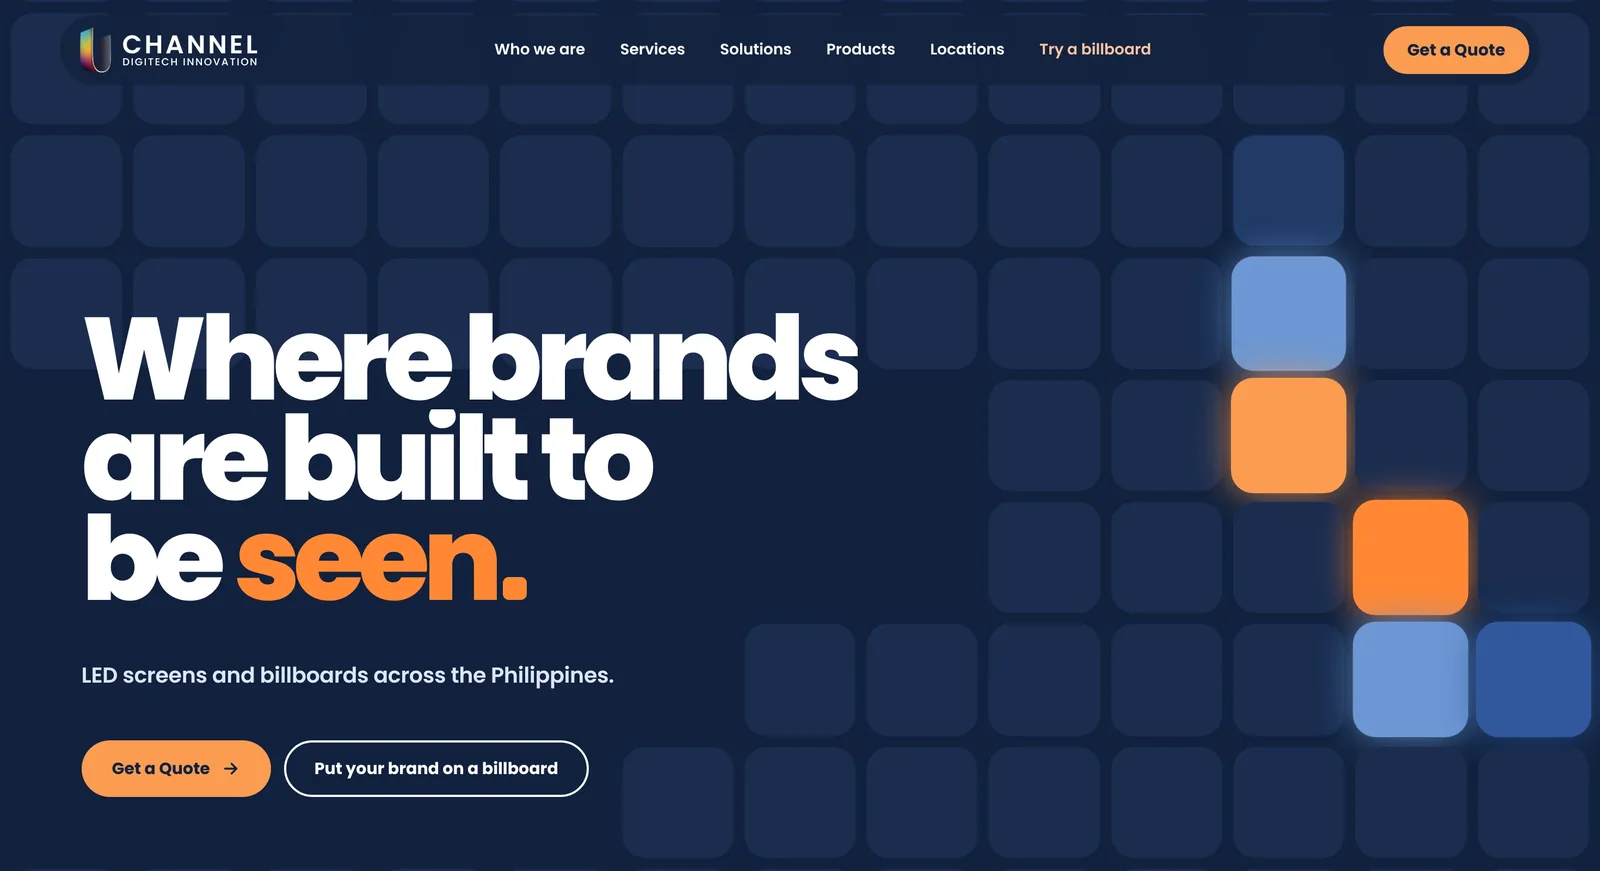 CHANNEL
DIGITECH INNOVATION
Who we are
Services
Solutions
Products
Locations
Try a billboard
Get a Quote
Where brands
are built to
be seen.
LED screens and billboards across the Philippines.
Get a Quote →
Put your brand on a billboard